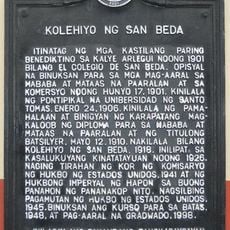 KOLEHIYO NG SAN BEDA
ITINATAG NG MGA KASTILANG PARING
BENEDIKTINO SA KALYE ARLEGUI NOONG 1901
BILANG EL COLEGIO DE SAN BEDA. OPISYAL
NA BINUKSAN PARA SA MGA MAG-AARAL SA
MABABA AT MATAAS NA PAARALAN AT SA
KOMERSYO NOONG HUNYO 17, 1901. KINILALA
NG PONTIPIKAL NA UNIBERSIDAD NG SANTO
TOMAS, ENERO 24, 1906. KINILALA NG PAMA-
HALAAN AT BINIGYAN NG KARAPATANG MAG-
KALOOB NG DIPLOMA PARA SA MABABA AT
MATAAS NA PAARALAN AT NG TITULONG
BATSILYER, MAYO 12, 1910. NAKILALA BILANG
KOLEHIYO NG SAN BEDA, 1918. INILIPAT SA
KASALUKUYANG KINATATAYUAN NOONG 1926.
NAGING TIRAHAN NG KOR NG KOMISARYO
NG HUKBO NG ESTADOS UNIDOS, 1941 AT NG
HUKBONG IMPERYAL NG HAPON SA BUONG
PANAHON NG PANANAKOP NITO. NAGSILBING
PAGAMUTAN NG HUKBO NG ESTADOS UNIDOS,
1945. BINUKSAN ANG KURSO PARA SA BATAS,
1948, AT PAG-AARAL NA GRADWADO, 1998.